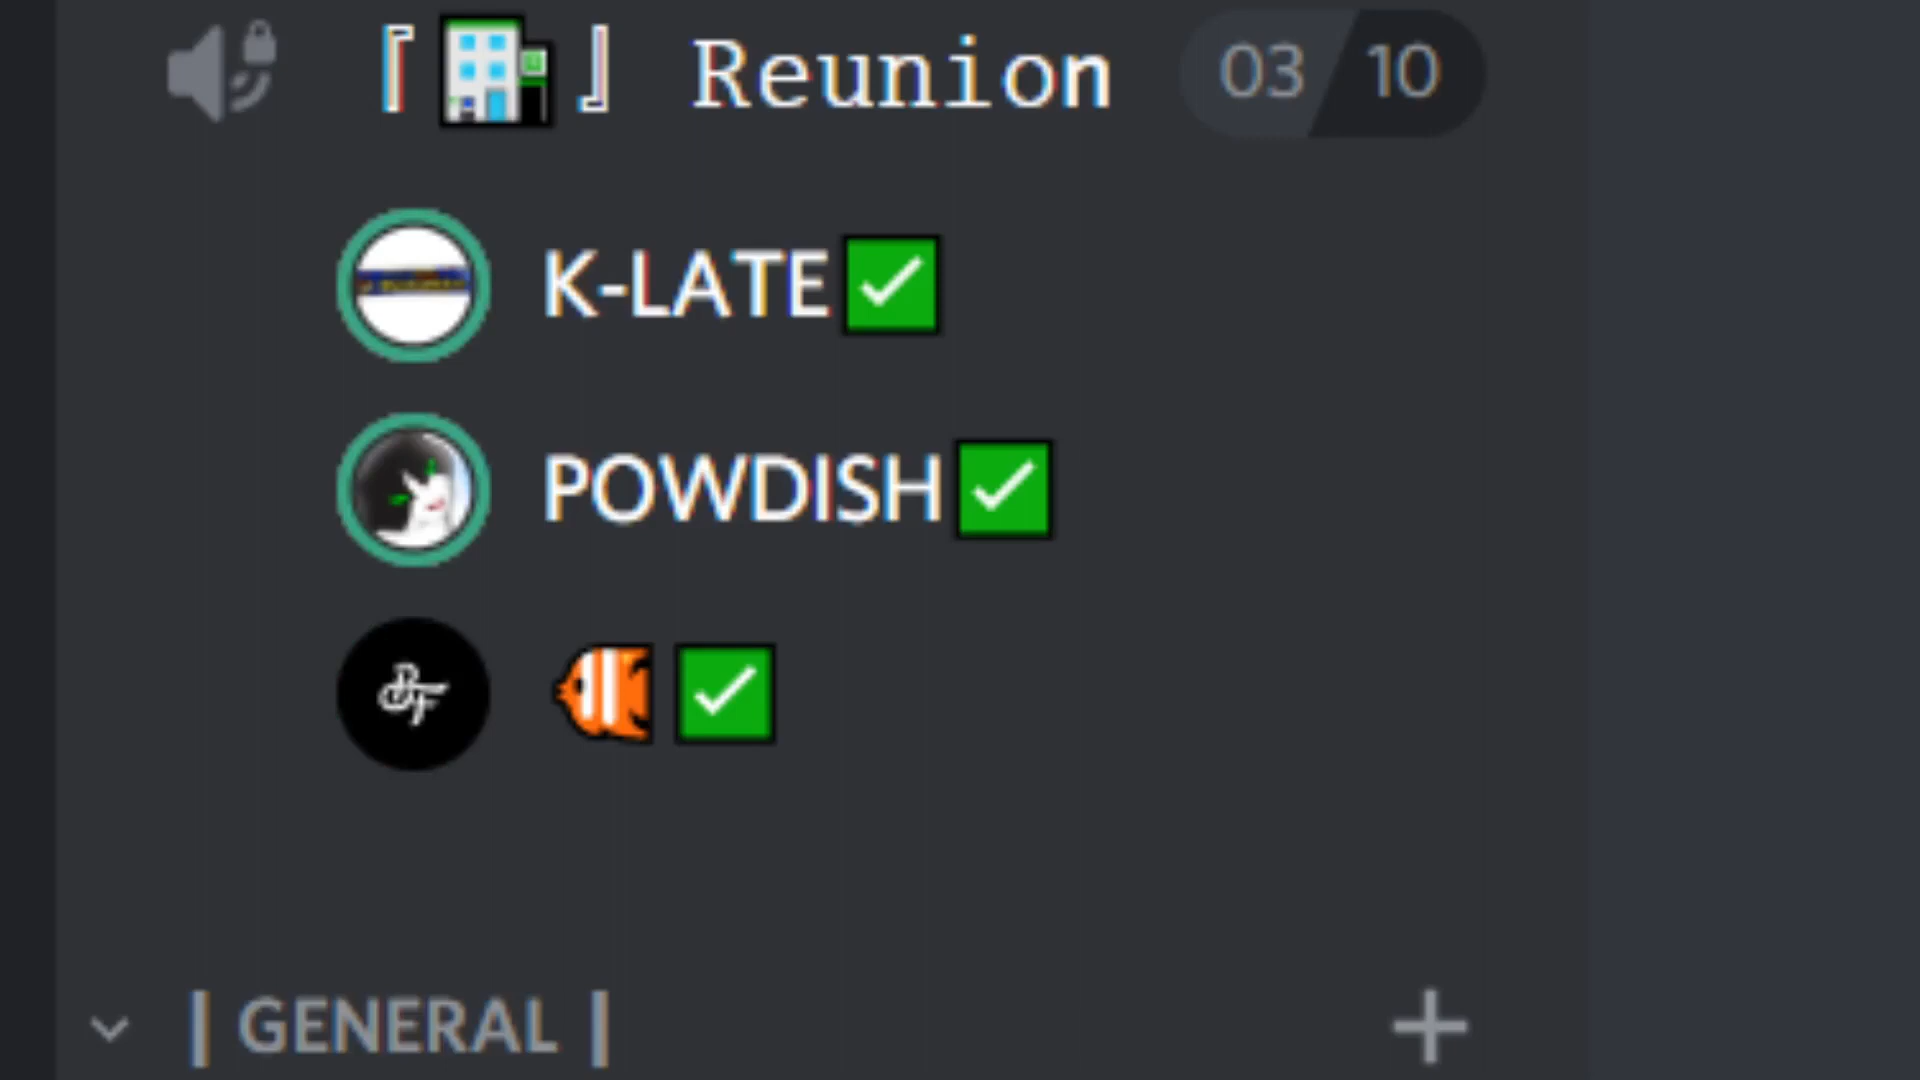 『🏢』 Reunion 03 10
K-LATE✅
POWDISH✅
🐠✅
| GENERAL |